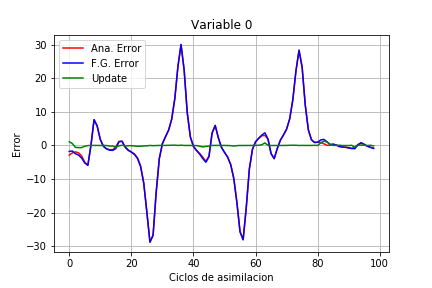 Variable 0
Ana. Error
F.G. Error
Update
Error
30
20
10
0
−10
−20
−30
0
20
40
60
80
100
Ciclos de asimilacion